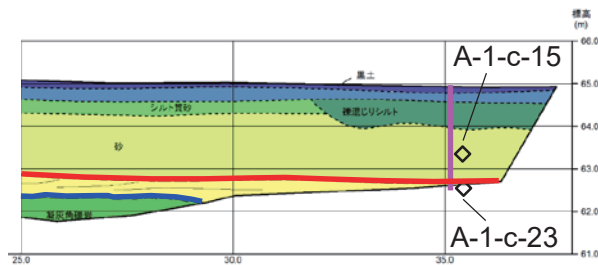 標高
(m)
66.0
A-1-c-15
黒土
65.0
シルト質砂
礫混じりシルト
64.0
砂
63.0
62.0
凝灰角礫岩
A-1-c-23
61.0
25.0
30.0
35.0